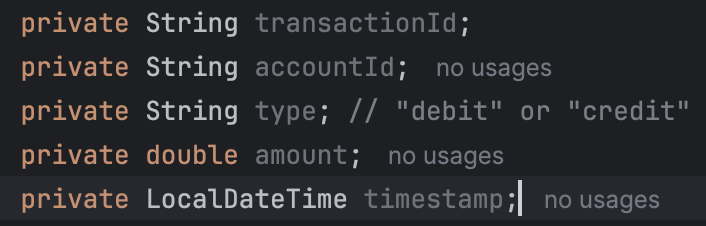 private String transactionId;
private String accountId; no usages
private String type; // "debit" or "credit"
private double amount; no usages
private LocalDateTime timestamp; no usages